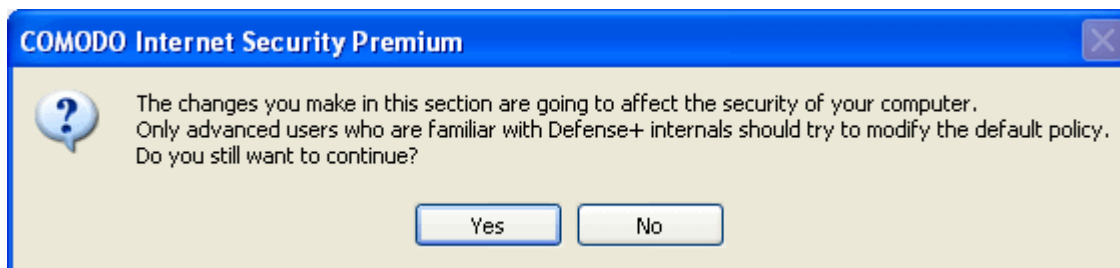 COMODO Internet Security Premium
The changes you make in this section are going to affect the security of your computer.
Only advanced users who are familiar with Defense+ internals should try to modify the default policy.
Do you still want to continue?
Yes
No